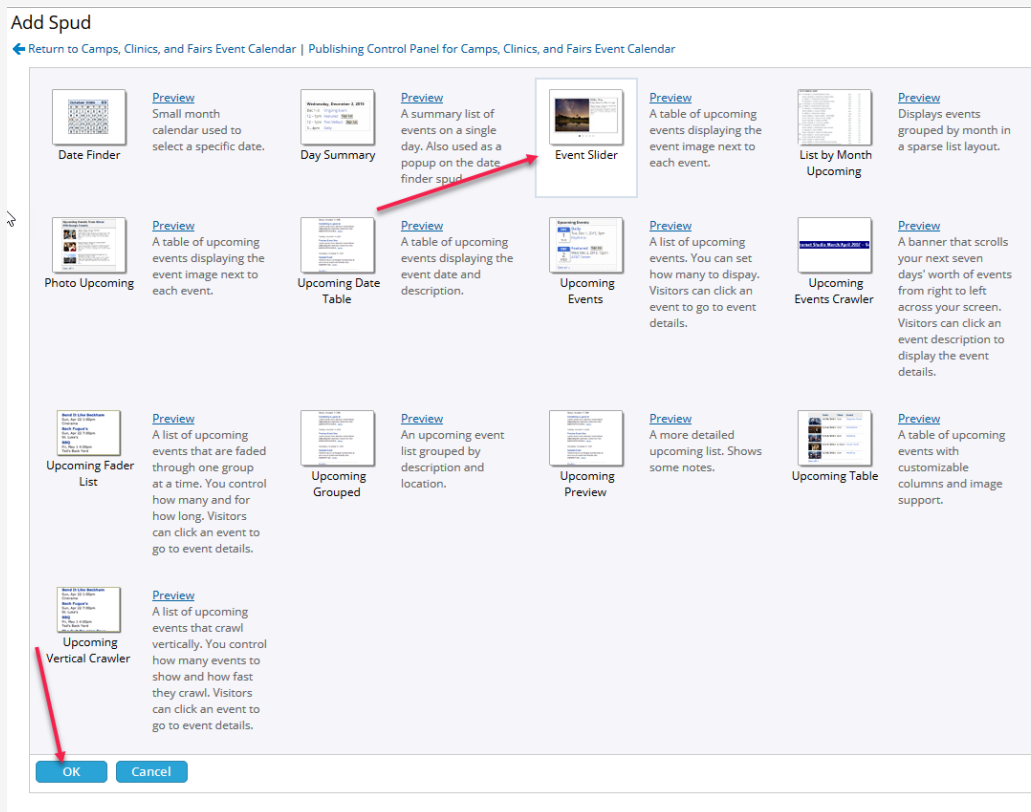 Add Spud
Return to Camps, Clinics, and Fairs Event Calendar | Publishing Control Panel for Camps, Clinics, and Fairs Event Calendar
Date Finder
Preview
Small month
calendar used to
select a specific date.
Day Summary
Preview
A summary list of
events on a single
day. Also used as a
popup on the date
finder spud.
Event Slider
Preview
A table of upcoming
events displaying the
event image next to
each event.
List by Month
Upcoming
Preview
Displays events
grouped by month in
a sparse list layout.
Photo Upcoming
Preview
A table of upcoming
events displaying the
event image next to
each event.
Upcoming Date
Table
Preview
A table of upcoming
events displaying the
event date and
description.
Upcoming Events
Upcoming
Events
Preview
A list of upcoming
events. You can set
how many to dispay.
Visitors can click an
event to go to event
details.
Upcoming
Events Crawler
Preview
A banner that scrolls
your next seven
days' worth of events
from right to left
across your screen.
Visitors can click an
event description to
display the event
details.
Bend It Like Beckham
Upcoming Fader
List
Preview
A list of upcoming
events that are faded
through one group
at a time. You control
how many and for
how long. Visitors
can click an event to
go to event details.
Upcoming
Grouped
Preview
An upcoming event
list grouped by
description and
location.
Upcoming
Preview
Preview
A more detailed
upcoming list. Shows
some notes.
Upcoming Table
Preview
A table of upcoming
events with
customizable
columns and image
support.
Bend It Like Beckham
Upcoming
Vertical Crawler
Preview
A list of upcoming
events that crawl
vertically. You control
how many events to
show and how fast
they crawl. Visitors
can click an event to
go to event details.
OK
Cancel